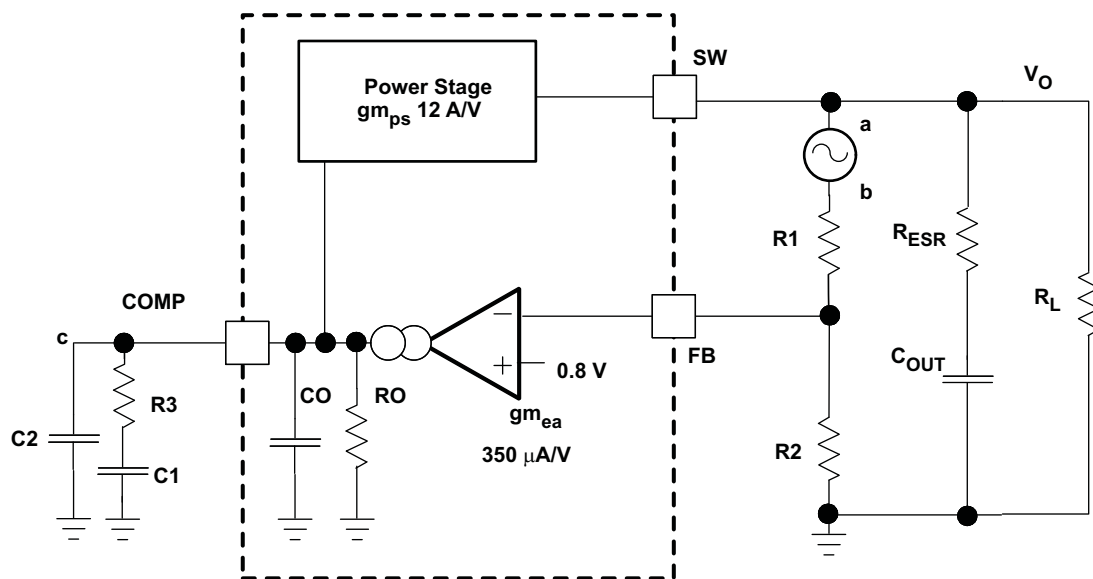 SW
Power Stage
gm_ps 12 A/V
V_O
a
b
R1
R_ESR
R_L
COMP
c
R3
C2
C1
CO
RO
−
+
0.8 V
gm_ea
350 μA/V
FB
C_OUT
R2